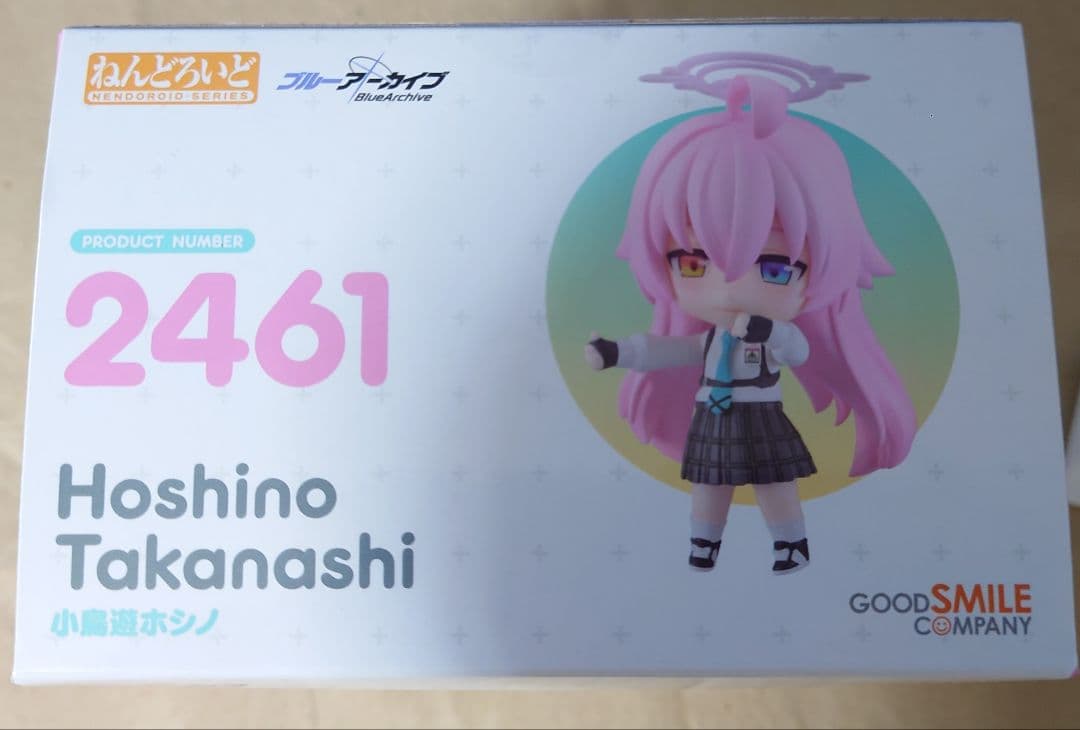 ねんどろいど
NENDOROID SERIES
ブルーアーカイブ
BlueArchive
PRODUCT NUMBER
2461
Hoshino
Takanashi
小鳥遊ホシノ
GOOD SMILE
COMPANY